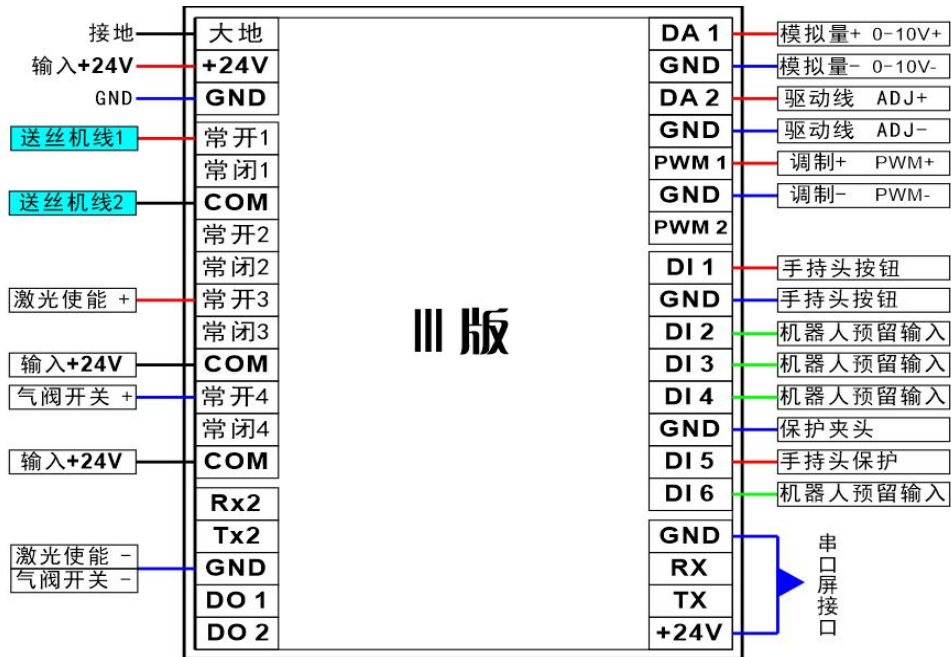 接地
输入+24V
GND
送丝机线1
送丝机线2
激光使能 +
输入+24V
气阀开关 +
输入+24V
激光使能 -
气阀开关 -
大地
+24V
GND
常开1
常闭1
COM
常开2
常闭2
常开3
常闭3
COM
常开4
常闭4
COM
Rx2
Tx2
GND
DO 1
DO 2
III 版
DA 1
GND
DA 2
GND
PWM 1
GND
PWM 2
DI 1
GND
DI 2
DI 3
DI 4
GND
DI 5
DI 6
GND
RX
TX
+24V
模拟量+ 0-10V+
模拟量- 0-10V-
驱动线 ADJ+
驱动线 ADJ-
调制+ PWM+
调制- PWM-
手持头按钮
手持头按钮
机器人预留输入
机器人预留输入
机器人预留输入
保护夹头
手持头保护
机器人预留输入
串口屏接口